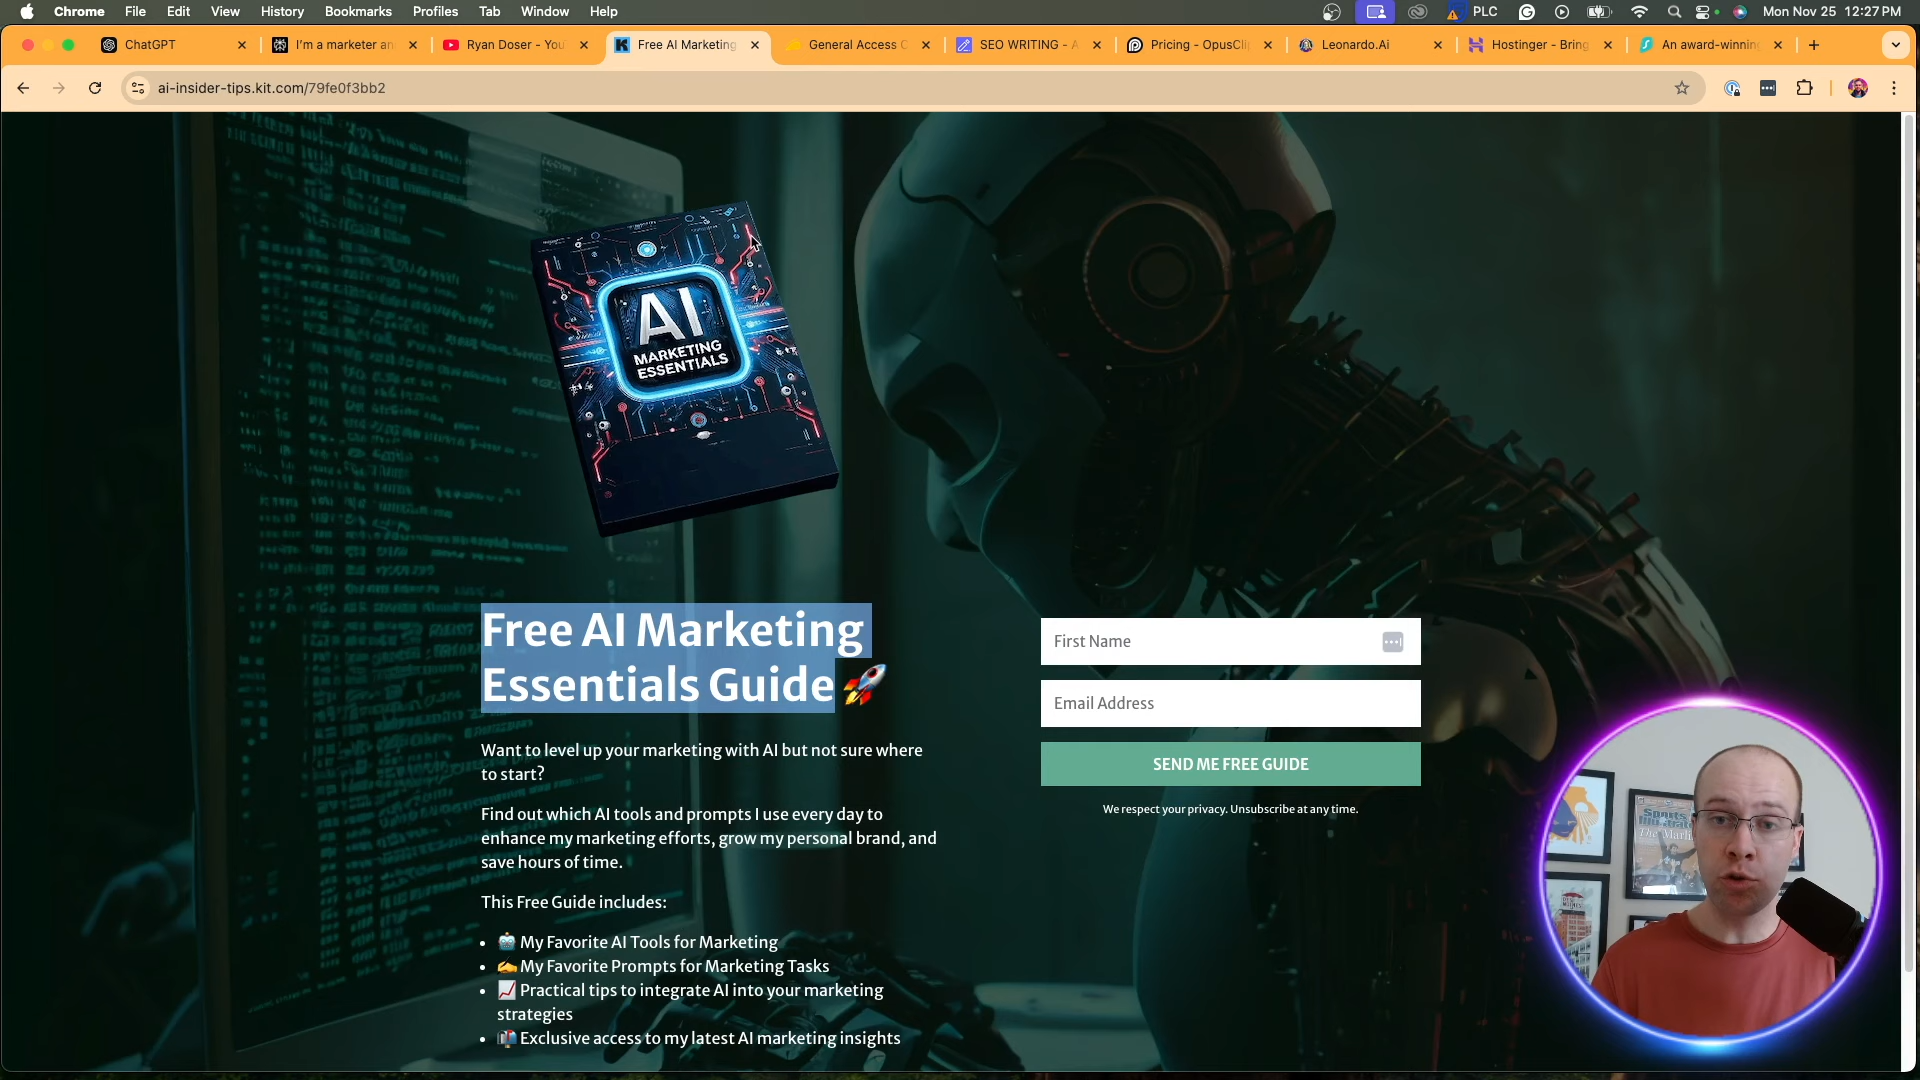 Chrome File Edit View History Bookmarks Profiles Tab Window Help PLC Mon Nov 25 12:27 PM
ChatGPT I'm a marketer an Ryan Doser - You Free AI Marketing General Access C SEO WRITING - A Pricing - OpusCli Leonardo.Ai Hostinger - Bring An award-winnin
ai-insider-tips.kit.com/79fe0f3bb2
AI
MARKETING
ESSENTIALS
Free AI Marketing
Essentials Guide 🚀
Want to level up your marketing with AI but not sure where
to start?
Find out which AI tools and prompts I use every day to
enhance my marketing efforts, grow my personal brand, and
save hours of time.
This Free Guide includes:
• 🤖 My Favorite AI Tools for Marketing
• ✍️ My Favorite Prompts for Marketing Tasks
• 📈 Practical tips to integrate AI into your marketing
strategies
• 📬 Exclusive access to my latest AI marketing insights
First Name
Email Address
SEND ME FREE GUIDE
We respect your privacy. Unsubscribe at any time.
Sports
Illustrated